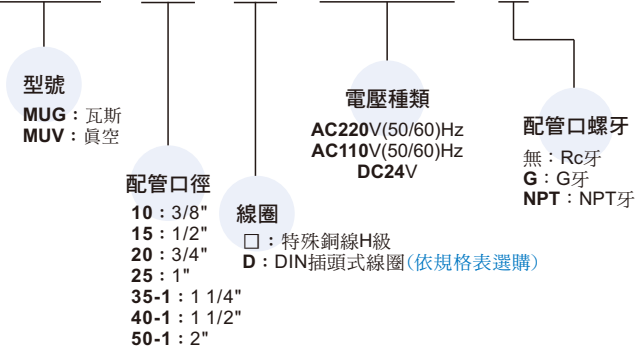 型號
MUG：瓦斯
MUV：眞空
配管口徑
10：3/8"
15：1/2"
20：3/4"
25：1"
35-1：1 1/4"
40-1：1 1/2"
50-1：2"
線圈
□：特殊銅線H級
D：DIN插頭式線圈(依規格表選購)
電壓種類
AC220V(50/60)Hz
AC110V(50/60)Hz
DC24V
配管口螺牙
無：Rc牙
G：G牙
NPT：NPT牙